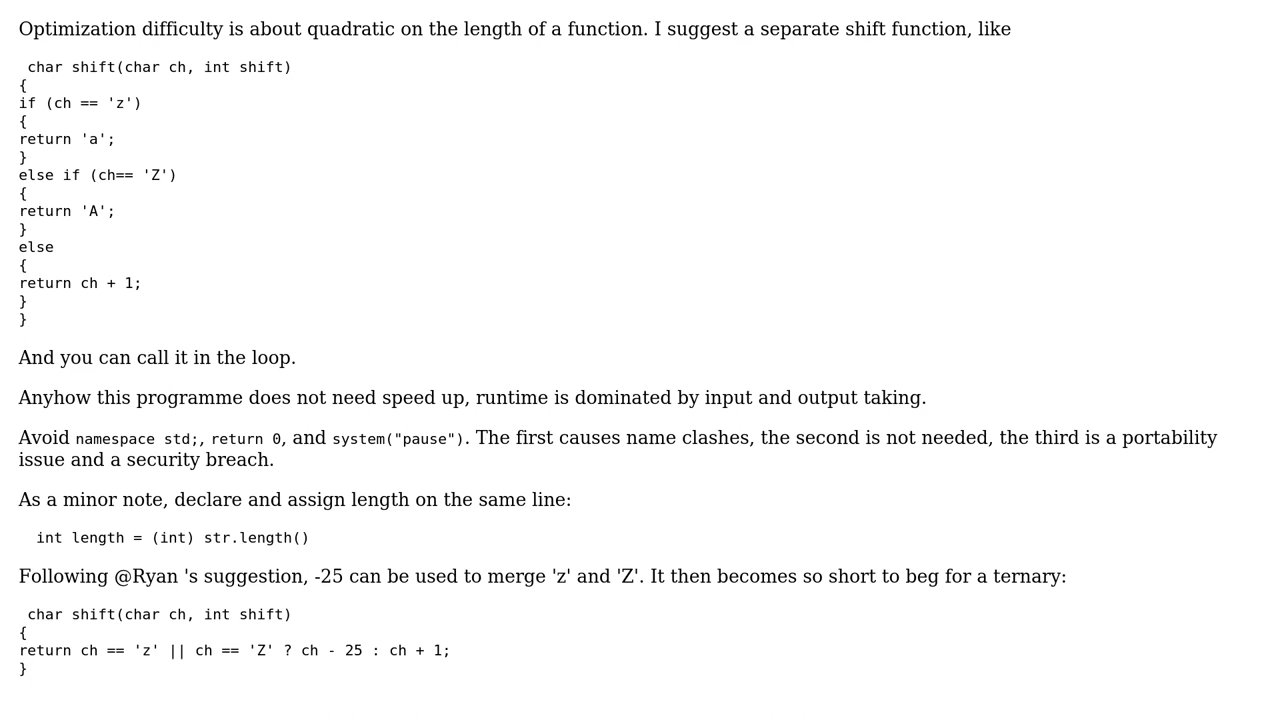 Optimization difficulty is about quadratic on the length of a function. I suggest a separate shift function, like
char shift(char ch, int shift)
{
if (ch == 'z')
{
return 'a';
}
else if (ch== 'Z')
{
return 'A';
}
else
{
return ch + 1;
}
}
And you can call it in the loop.
Anyhow this programme does not need speed up, runtime is dominated by input and output taking.
Avoid namespace std;, return 0, and system("pause"). The first causes name clashes, the second is not needed, the third is a portability
issue and a security breach.
As a minor note, declare and assign length on the same line:
int length = (int) str.length()
Following @Ryan 's suggestion, -25 can be used to merge 'z' and 'Z'. It then becomes so short to beg for a ternary:
char shift(char ch, int shift)
{
return ch == 'z' || ch == 'Z' ? ch - 25 : ch + 1;
}